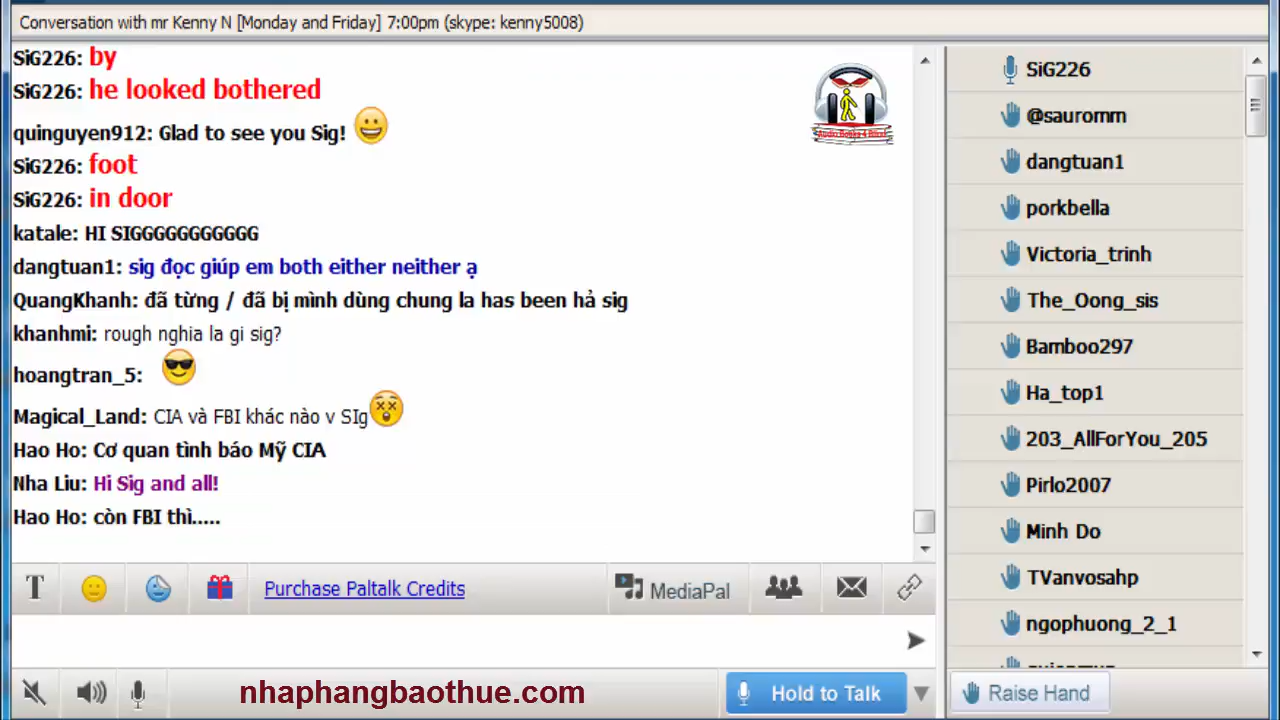 Conversation with mr Kenny N [Monday and Friday] 7:00pm (skype: kenny5008)
SiG226: by
SiG226: he looked bothered
quinguyen912: Glad to see you Sig!
SiG226: foot
SiG226: in door
katale: HI SIGGGGGGGGGGG
dangtuan1: sig đọc giúp em both either neither ạ
QuangKhanh: đã từng / đã bị mình dùng chung la has been hả sig
khanhmi: rough nghia la gi sig?
hoangtran_5:
Magical_Land: CIA và FBI khác nào v SIg
Hao Ho: Cơ quan tình báo Mỹ CIA
Nha Liu: Hi Sig and all!
Hao Ho: còn FBI thì.....
Audio Books 4 Blind
T
Purchase Paltalk Credits
MediaPal
nhaphangbaothue.com
Hold to Talk
SiG226
@sauromm
dangtuan1
porkbella
Victoria_trinh
The_Oong_sis
Bamboo297
Ha_top1
203_AllForYou_205
Pirlo2007
Minh Do
TVanvosahp
ngophuong_2_1
Raise Hand